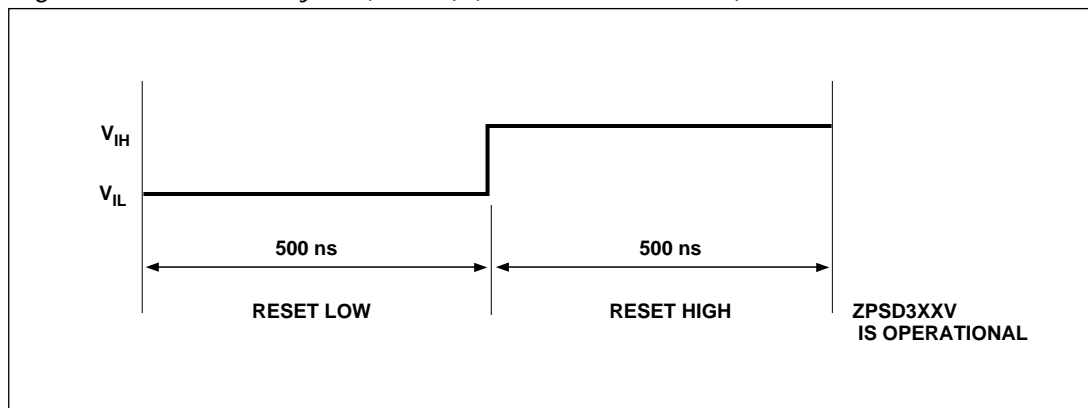 V_IH
V_IL
500 ns 500 ns
RESET LOW RESET HIGH ZPSD3XXV
IS OPERATIONAL